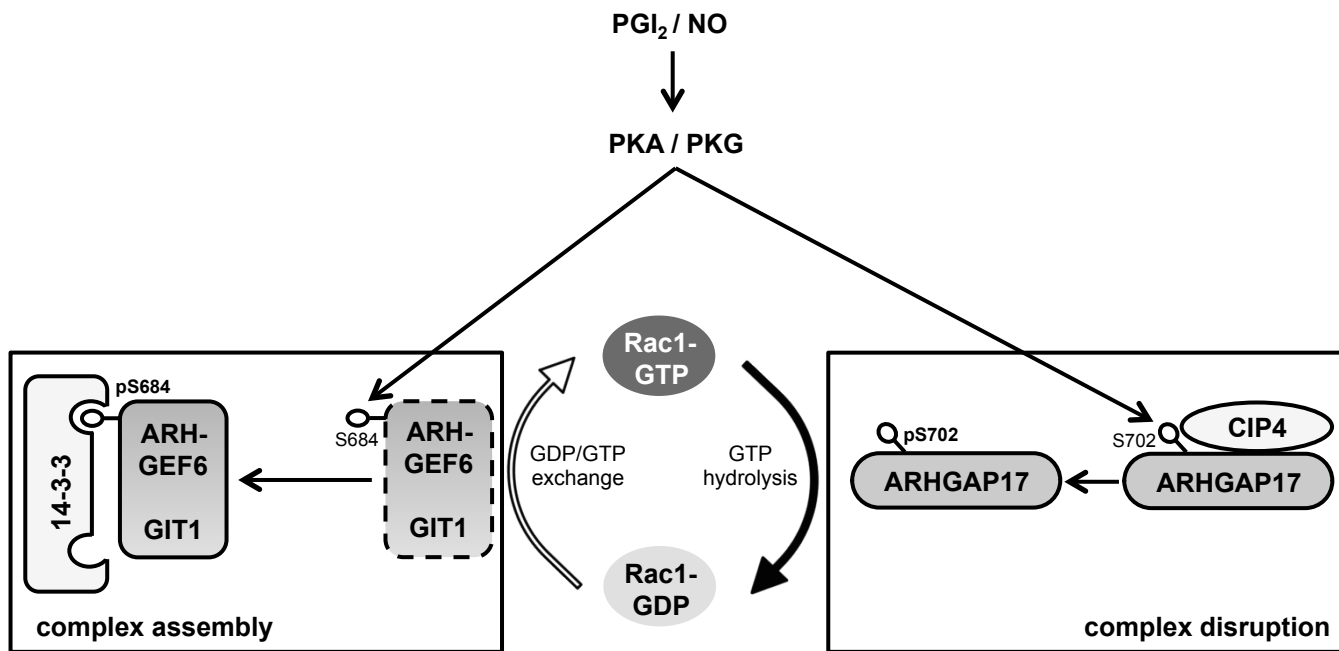 PGI₂ / NO
PKA / PKG
pS684
ARH-
GEF6
GIT1
14-3-3
S684
ARH-
GEF6
GIT1
complex assembly
Rac1-
GTP
GDP/GTP
exchange
GTP
hydrolysis
Rac1-
GDP
pS702
ARHGAP17
S702
CIP4
ARHGAP17
complex disruption